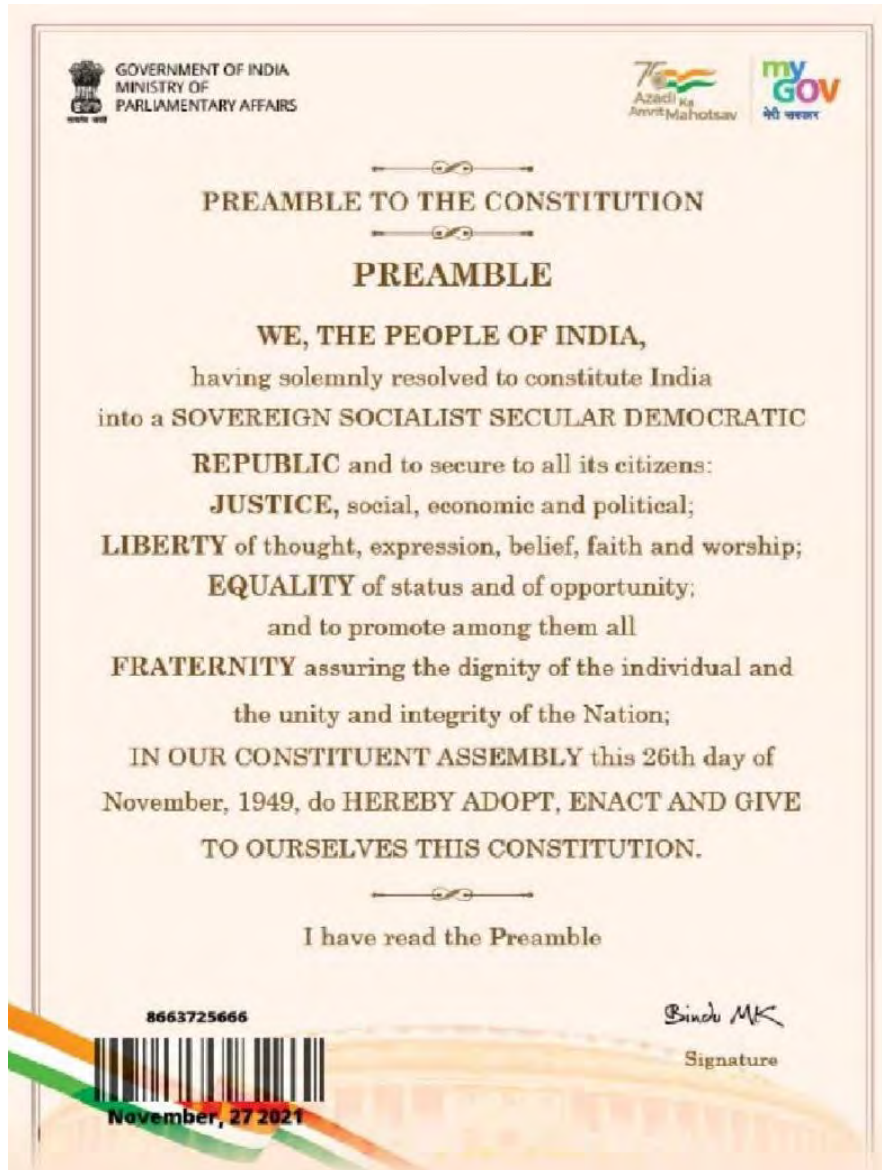 GOVERNMENT OF INDIA
MINISTRY OF
PARLIAMENTARY AFFAIRS
सत्यमेव जयते
75
Azadi Ka
Amrit Mahotsav
my
GOV
मेरी सरकार
PREAMBLE TO THE CONSTITUTION
PREAMBLE
WE, THE PEOPLE OF INDIA,
having solemnly resolved to constitute India
into a SOVEREIGN SOCIALIST SECULAR DEMOCRATIC
REPUBLIC and to secure to all its citizens:
JUSTICE, social, economic and political;
LIBERTY of thought, expression, belief, faith and worship;
EQUALITY of status and of opportunity;
and to promote among them all
FRATERNITY assuring the dignity of the individual and
the unity and integrity of the Nation;
IN OUR CONSTITUENT ASSEMBLY this 26th day of
November, 1949, do HEREBY ADOPT, ENACT AND GIVE
TO OURSELVES THIS CONSTITUTION.
I have read the Preamble
8663725666
November, 27 2021
Bindu MK
Signature